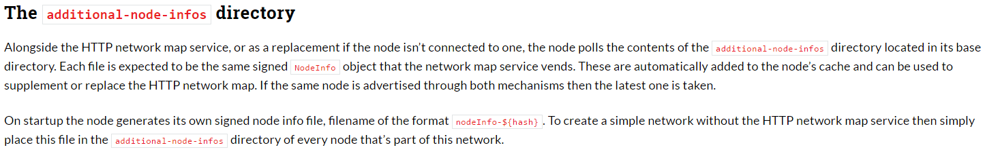 The additional-node-infos directory
Alongside the HTTP network map service, or as a replacement if the node isn’t connected to one, the node polls the contents of the additional-node-infos directory located in its base
directory. Each file is expected to be the same signed NodeInfo object that the network map service vends. These are automatically added to the node’s cache and can be used to
supplement or replace the HTTP network map. If the same node is advertised through both mechanisms then the latest one is taken.
On startup the node generates its own signed node info file, filename of the format nodeInfo-${hash}. To create a simple network without the HTTP network map service then simply
place this file in the additional-node-infos directory of every node that’s part of this network.